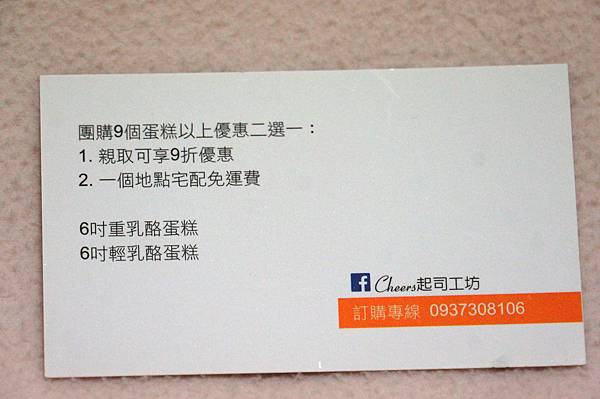 團購9個蛋糕以上優惠二選一：
1. 親取可享9折優惠
2. 一個地點宅配免運費
6吋重乳酪蛋糕
6吋輕乳酪蛋糕
f Cheers起司工坊
訂購專線 0937308106